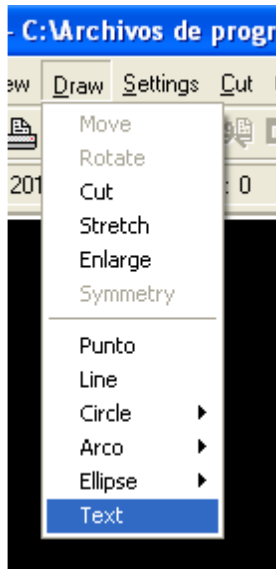 - C:\Archivos de progr
ew Draw Settings Cut
201 : 0
Move
Rotate
Cut
Stretch
Enlarge
Symmetry
Punto
Line
Circle
Arco
Ellipse
Text